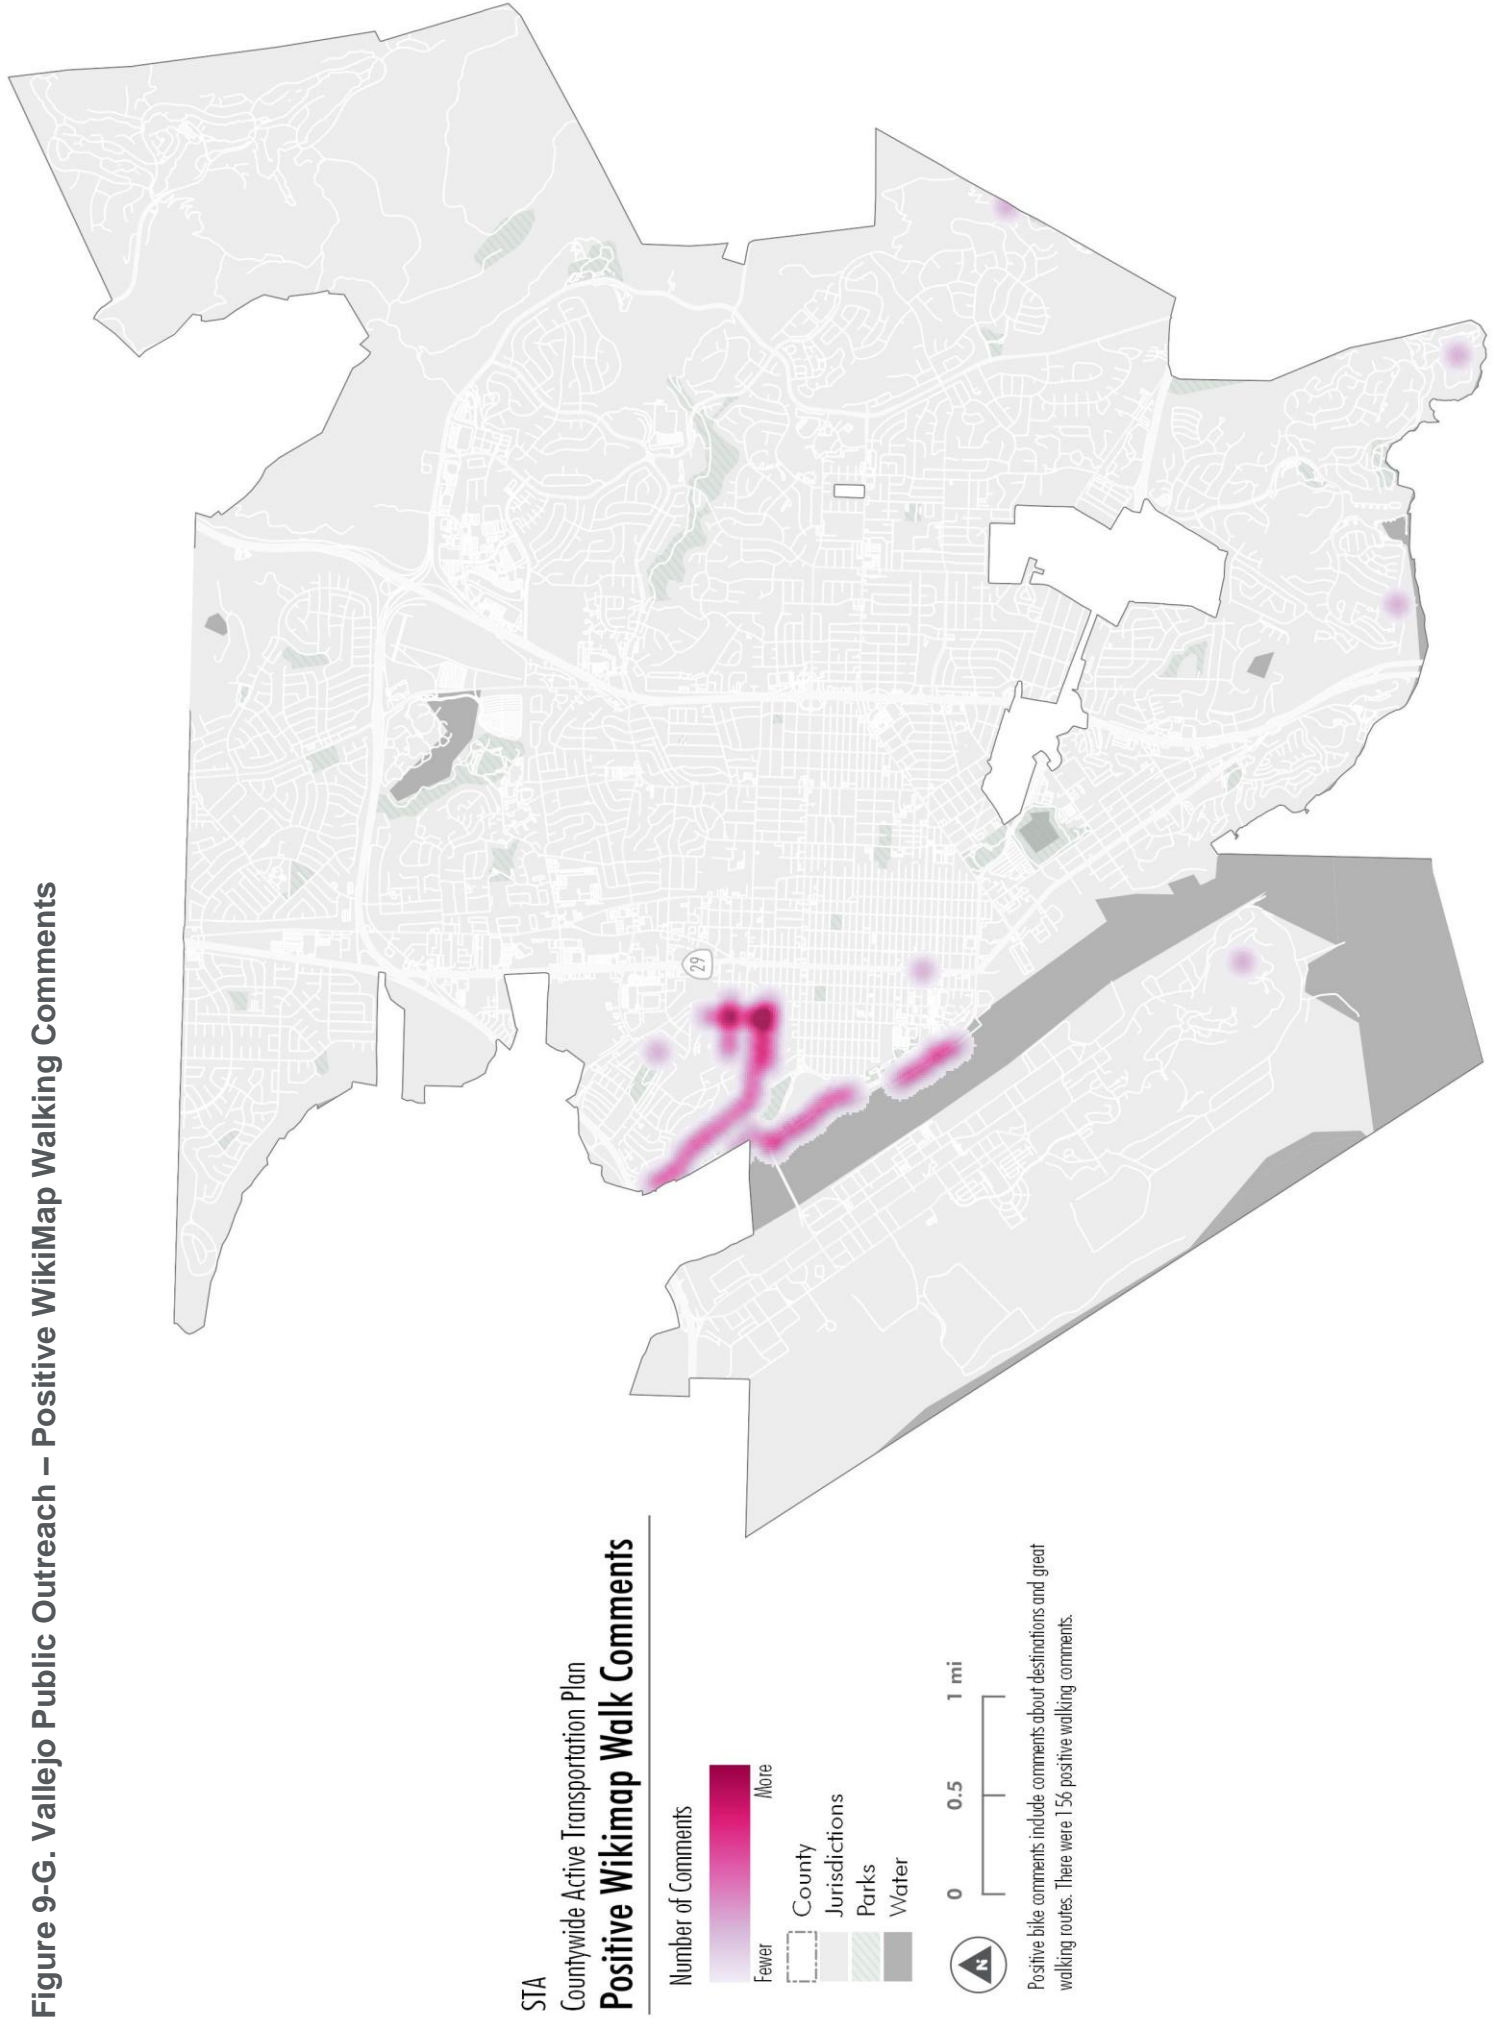 Figure 9-G. Vallejo Public Outreach – Positive WikiMap Walking Comments
STA
Countywide Active Transportation Plan
Positive Wikimap Walk Comments
Number of Comments
Fewer
More
County
Jurisdictions
Parks
Water
N
0 0.5 1 mi
Positive bike comments include comments about destinations and great
walking routes. There were 156 positive walking comments.
29